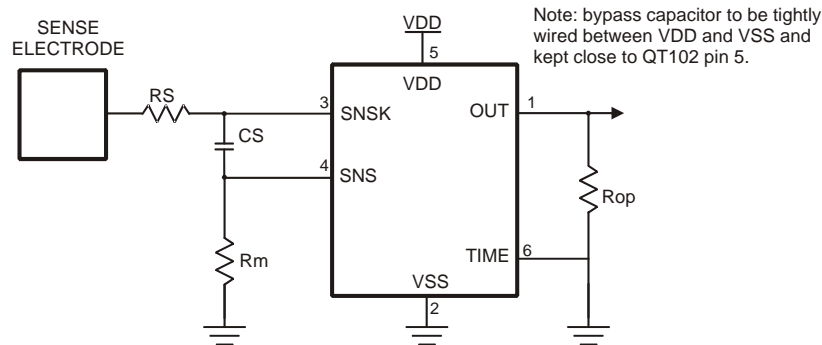 SENSE
ELECTRODE
VDD
Note: bypass capacitor to be tightly
wired between VDD and VSS and
kept close to QT102 pin 5.
5
VDD
RS
3
SNSK
OUT
1
CS
4
SNS
Rop
Rm
TIME
6
VSS
2